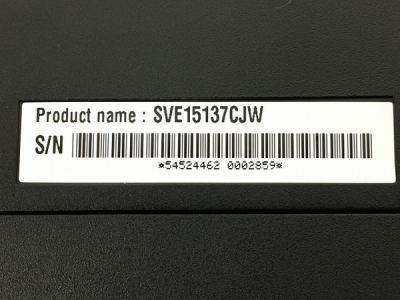 Product name : SVE15137CJW
S/N
*54524462 0002859*